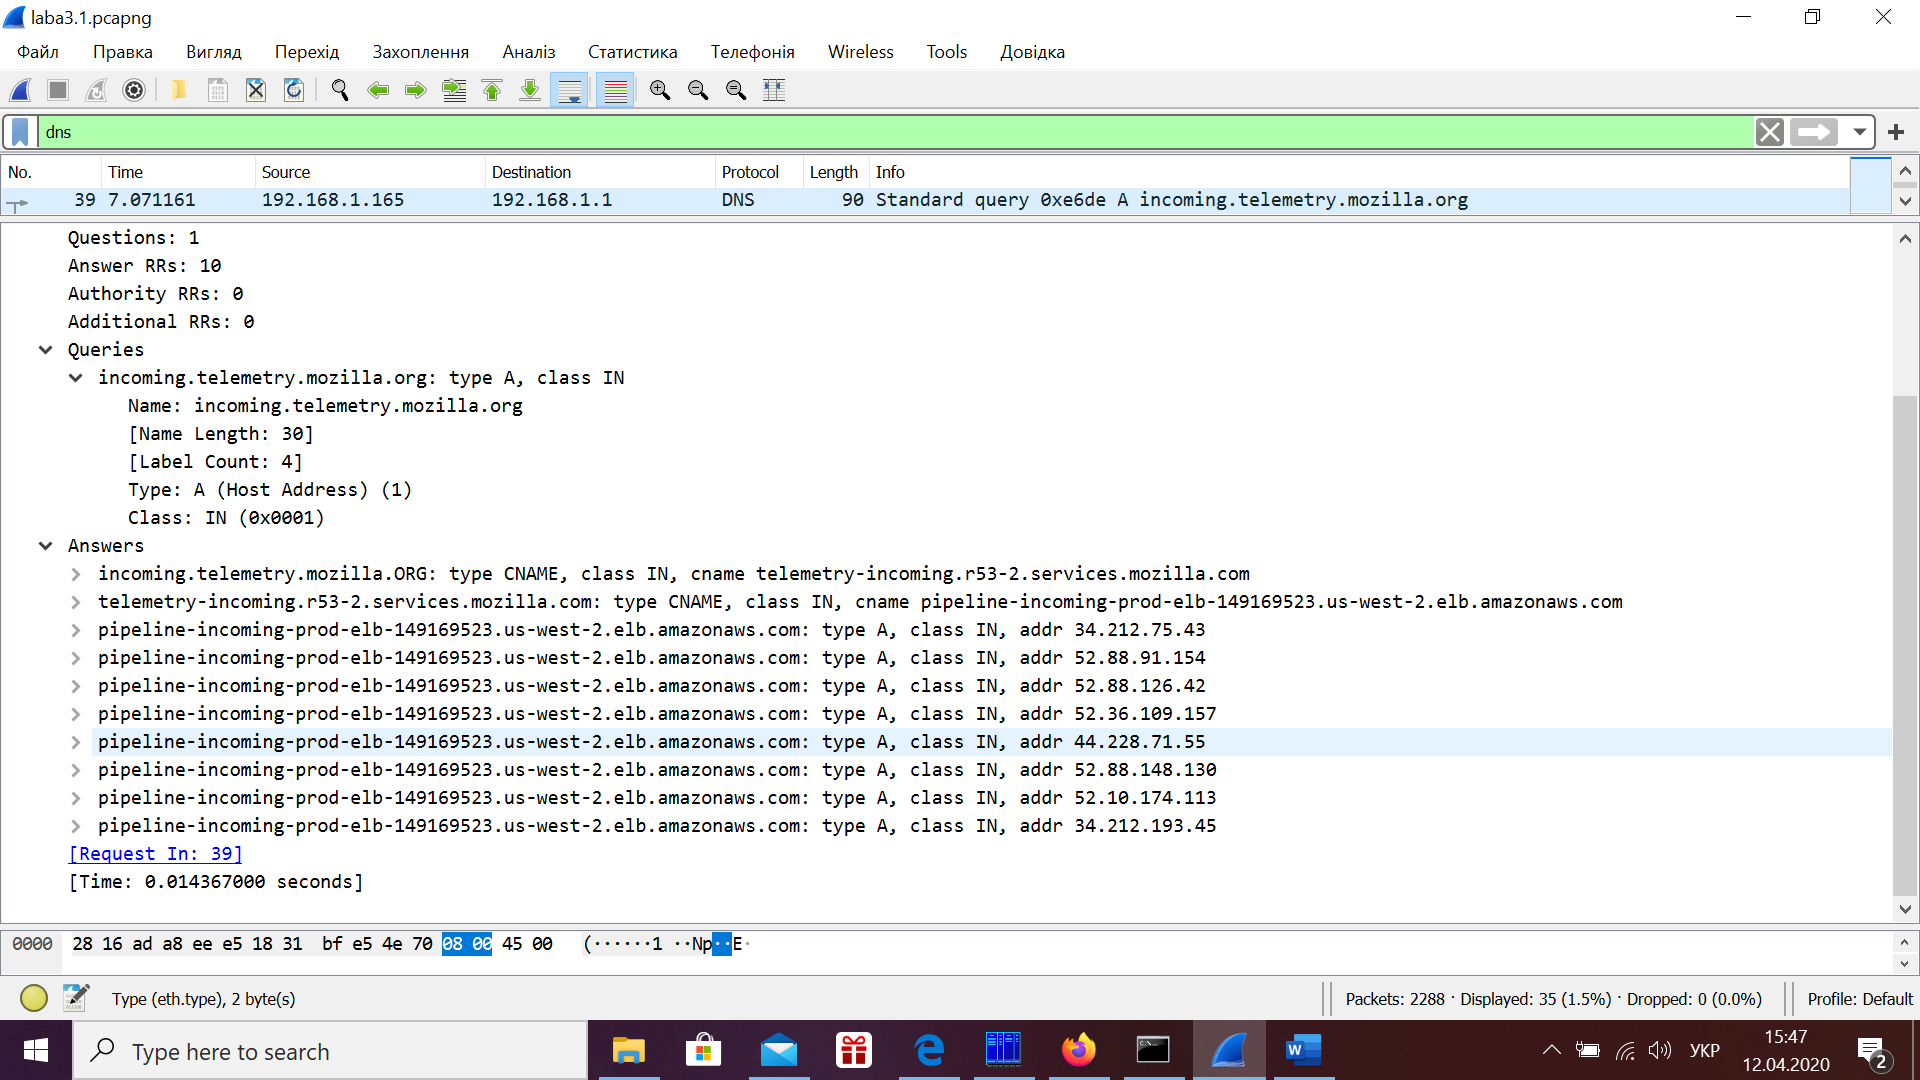 laba3.1.pcapng
Файл Правка Вигляд Перехід Захоплення Аналіз Статистика Телефонія Wireless Tools Довідка
dns
No. Time Source Destination Protocol Length Info
39 7.071161 192.168.1.165 192.168.1.1 DNS 90 Standard query 0xe6de A incoming.telemetry.mozilla.org
Questions: 1
Answer RRs: 10
Authority RRs: 0
Additional RRs: 0
Queries
incoming.telemetry.mozilla.org: type A, class IN
Name: incoming.telemetry.mozilla.org
[Name Length: 30]
[Label Count: 4]
Type: A (Host Address) (1)
Class: IN (0x0001)
Answers
incoming.telemetry.mozilla.ORG: type CNAME, class IN, cname telemetry-incoming.r53-2.services.mozilla.com
telemetry-incoming.r53-2.services.mozilla.com: type CNAME, class IN, cname pipeline-incoming-prod-elb-149169523.us-west-2.elb.amazonaws.com
pipeline-incoming-prod-elb-149169523.us-west-2.elb.amazonaws.com: type A, class IN, addr 34.212.75.43
pipeline-incoming-prod-elb-149169523.us-west-2.elb.amazonaws.com: type A, class IN, addr 52.88.91.154
pipeline-incoming-prod-elb-149169523.us-west-2.elb.amazonaws.com: type A, class IN, addr 52.88.126.42
pipeline-incoming-prod-elb-149169523.us-west-2.elb.amazonaws.com: type A, class IN, addr 52.36.109.157
pipeline-incoming-prod-elb-149169523.us-west-2.elb.amazonaws.com: type A, class IN, addr 44.228.71.55
pipeline-incoming-prod-elb-149169523.us-west-2.elb.amazonaws.com: type A, class IN, addr 52.88.148.130
pipeline-incoming-prod-elb-149169523.us-west-2.elb.amazonaws.com: type A, class IN, addr 52.10.174.113
pipeline-incoming-prod-elb-149169523.us-west-2.elb.amazonaws.com: type A, class IN, addr 34.212.193.45
[Request In: 39]
[Time: 0.014367000 seconds]
0000 28 16 ad a8 ee e5 18 31 bf e5 4e 70 08 00 45 00 (······1 ··Np··E·
Type (eth.type), 2 byte(s) Packets: 2288 · Displayed: 35 (1.5%) · Dropped: 0 (0.0%) Profile: Default
Type here to search УКР 15:47
12.04.2020 2